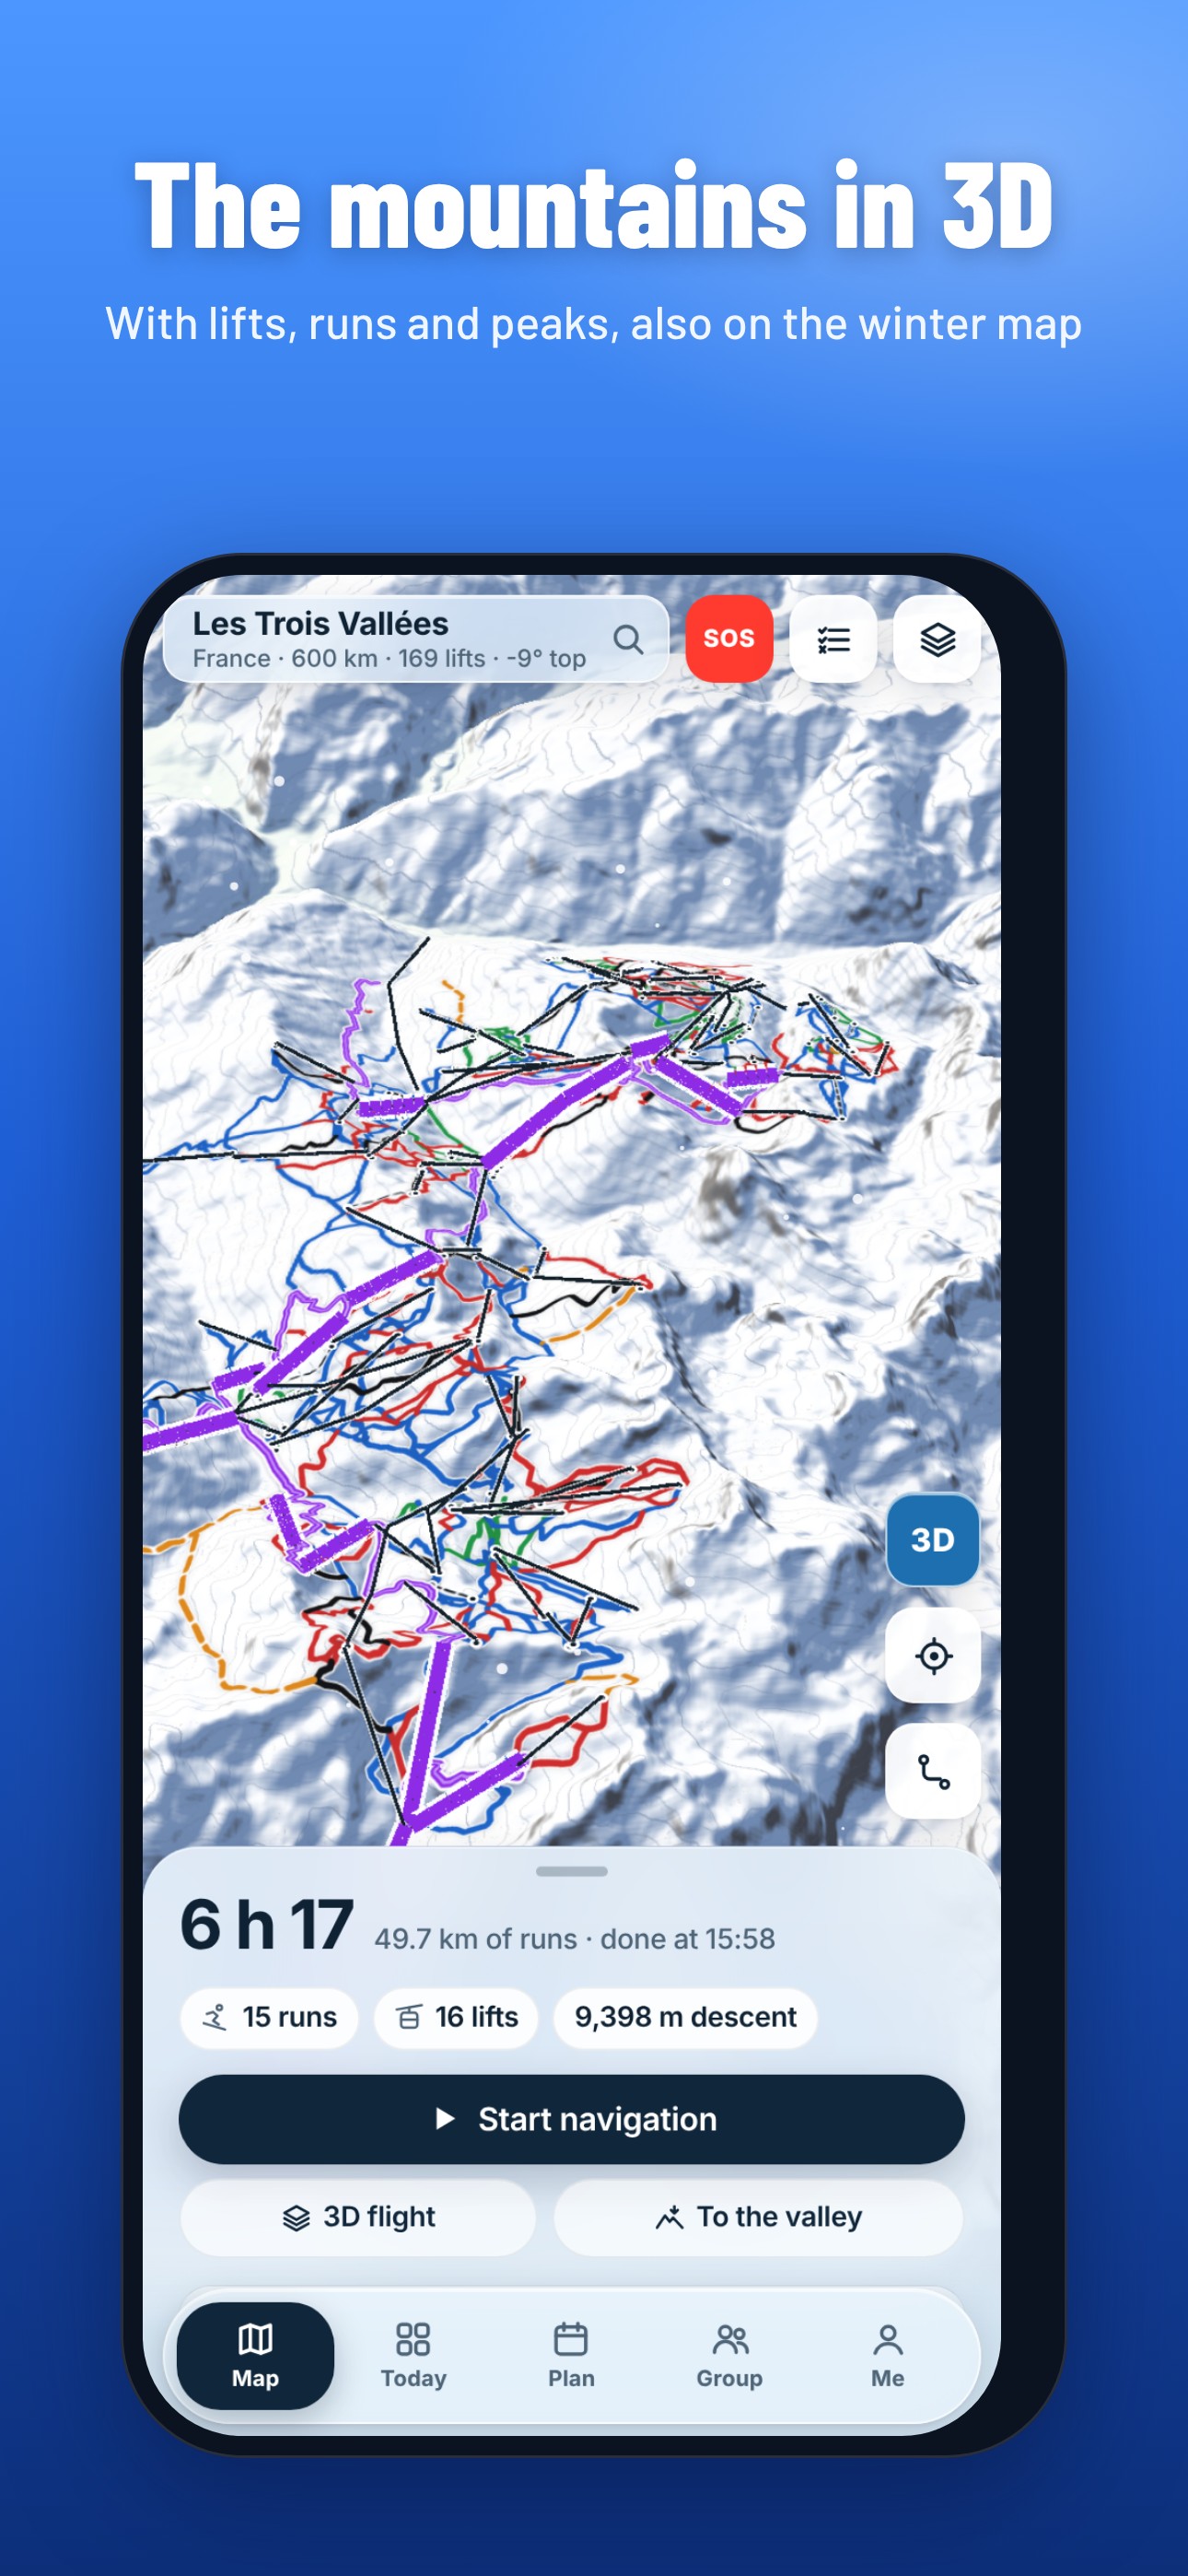 The mountains in 3D
With lifts, runs and peaks, also on the winter map
Les Trois Vallées
France · 600 km · 169 lifts · -9° top
SOS
3D
6 h 17
49.7 km of runs · done at 15:58
15 runs
16 lifts
9,398 m descent
Start navigation
3D flight
To the valley
Map
Today
Plan
Group
Me